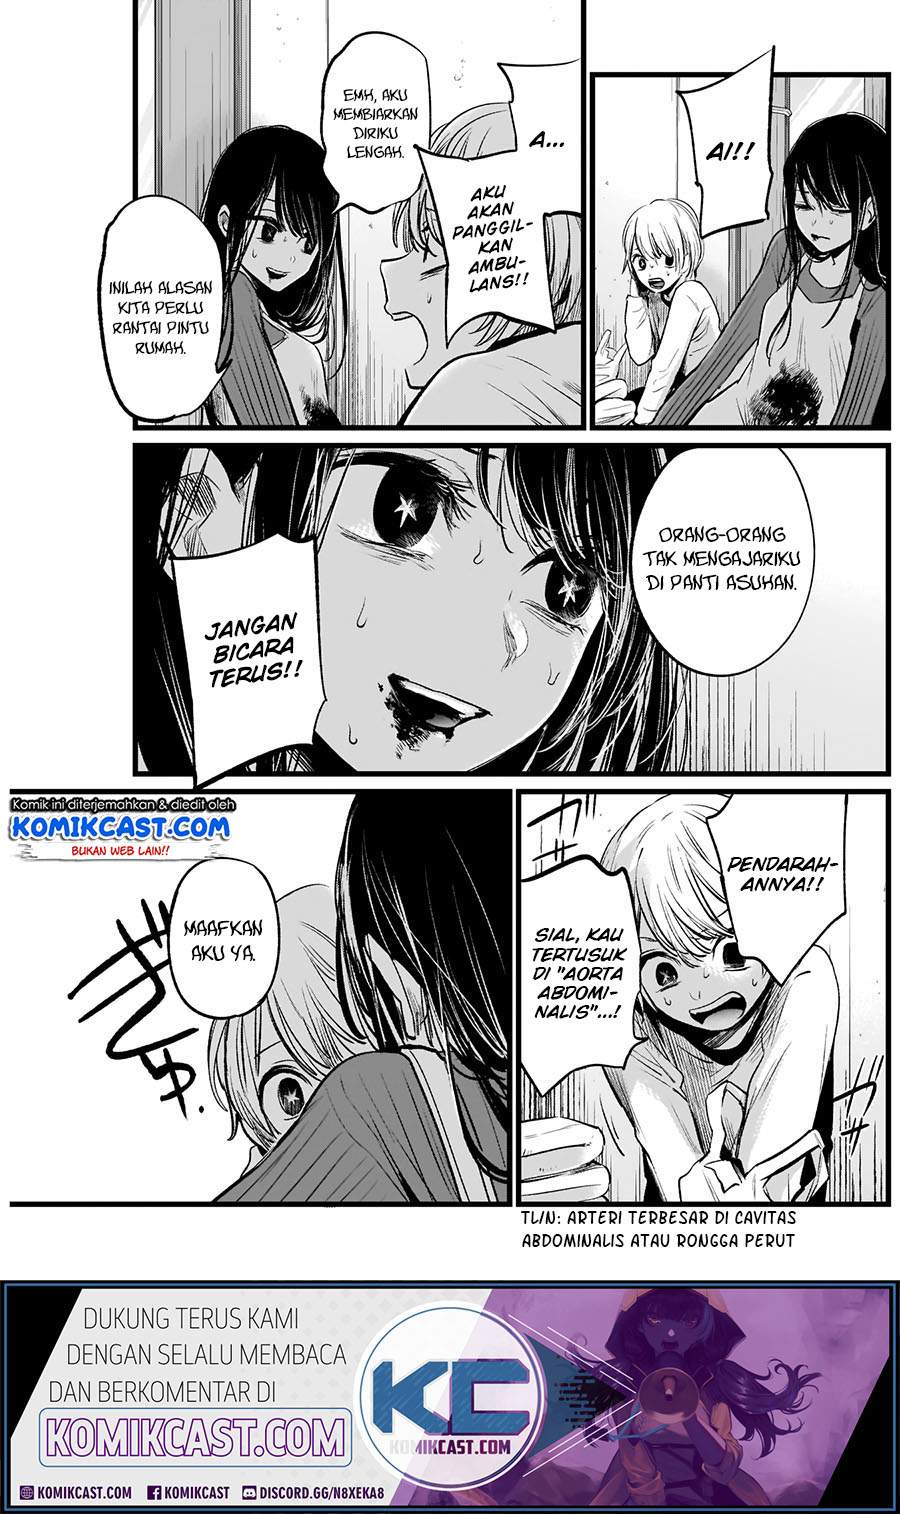 AI!!
A...
AKU
AKAN
PANGGIL-
KAN
AMBU-
LANS!!
EMH, AKU
MEMBIARKAN
DIRIKU
LENGAH.
INILAH ALASAN
KITA PERLU
RANTAI PINTU
RUMAH.
ORANG-ORANG
TAK MENGAJARIKU
DI PANTI ASUHAN.
JANGAN
BICARA
TERUS!!
PENDARAH-
ANNYA!!
SIAL, KAU
TERTUSUK
DI "AORTA
ABDOMI-
NALIS"...!
MAAFKAN
AKU YA.
Komik ini diterjemahkan & diedit oleh
KOMIKCAST.COM
BUKAN WEB LAIN!!
TL/N: ARTERI TERBESAR DI CAVITAS
ABDOMINALIS ATAU RONGGA PERUT
DUKUNG TERUS KAMI
DENGAN SELALU MEMBACA
DAN BERKOMENTAR DI
KOMIKCAST.COM
KC
KOMIKCAST.COM
KOMIKCAST.COM KOMIKCAST DISCORD.GG/N8XEKA8